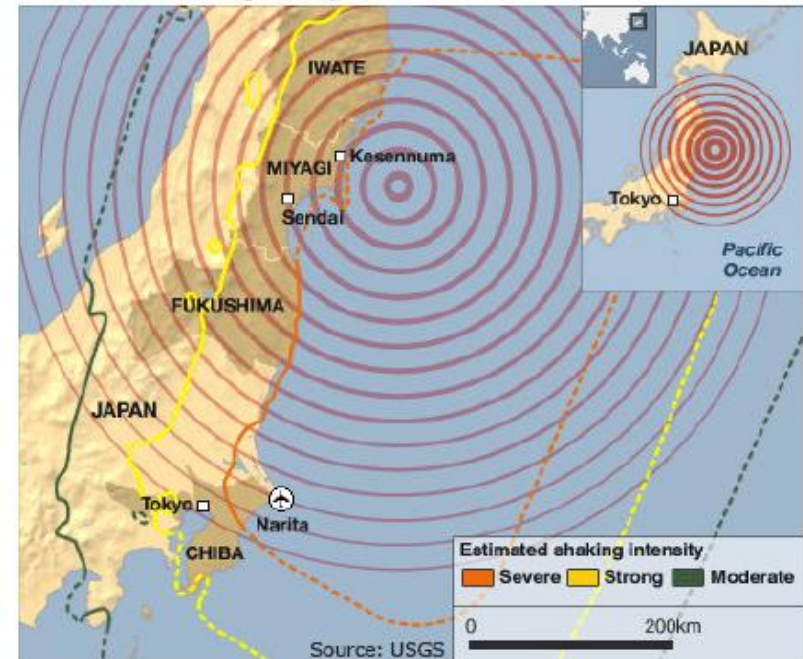 IWATE
Kesennuma
MIYAGI
Sendai
FUKUSHIMA
JAPAN
Tokyo
Narita
CHIBA
JAPAN
Tokyo
Pacific
Ocean
Estimated shaking intensity
Severe Strong Moderate
0 200km
Source: USGS